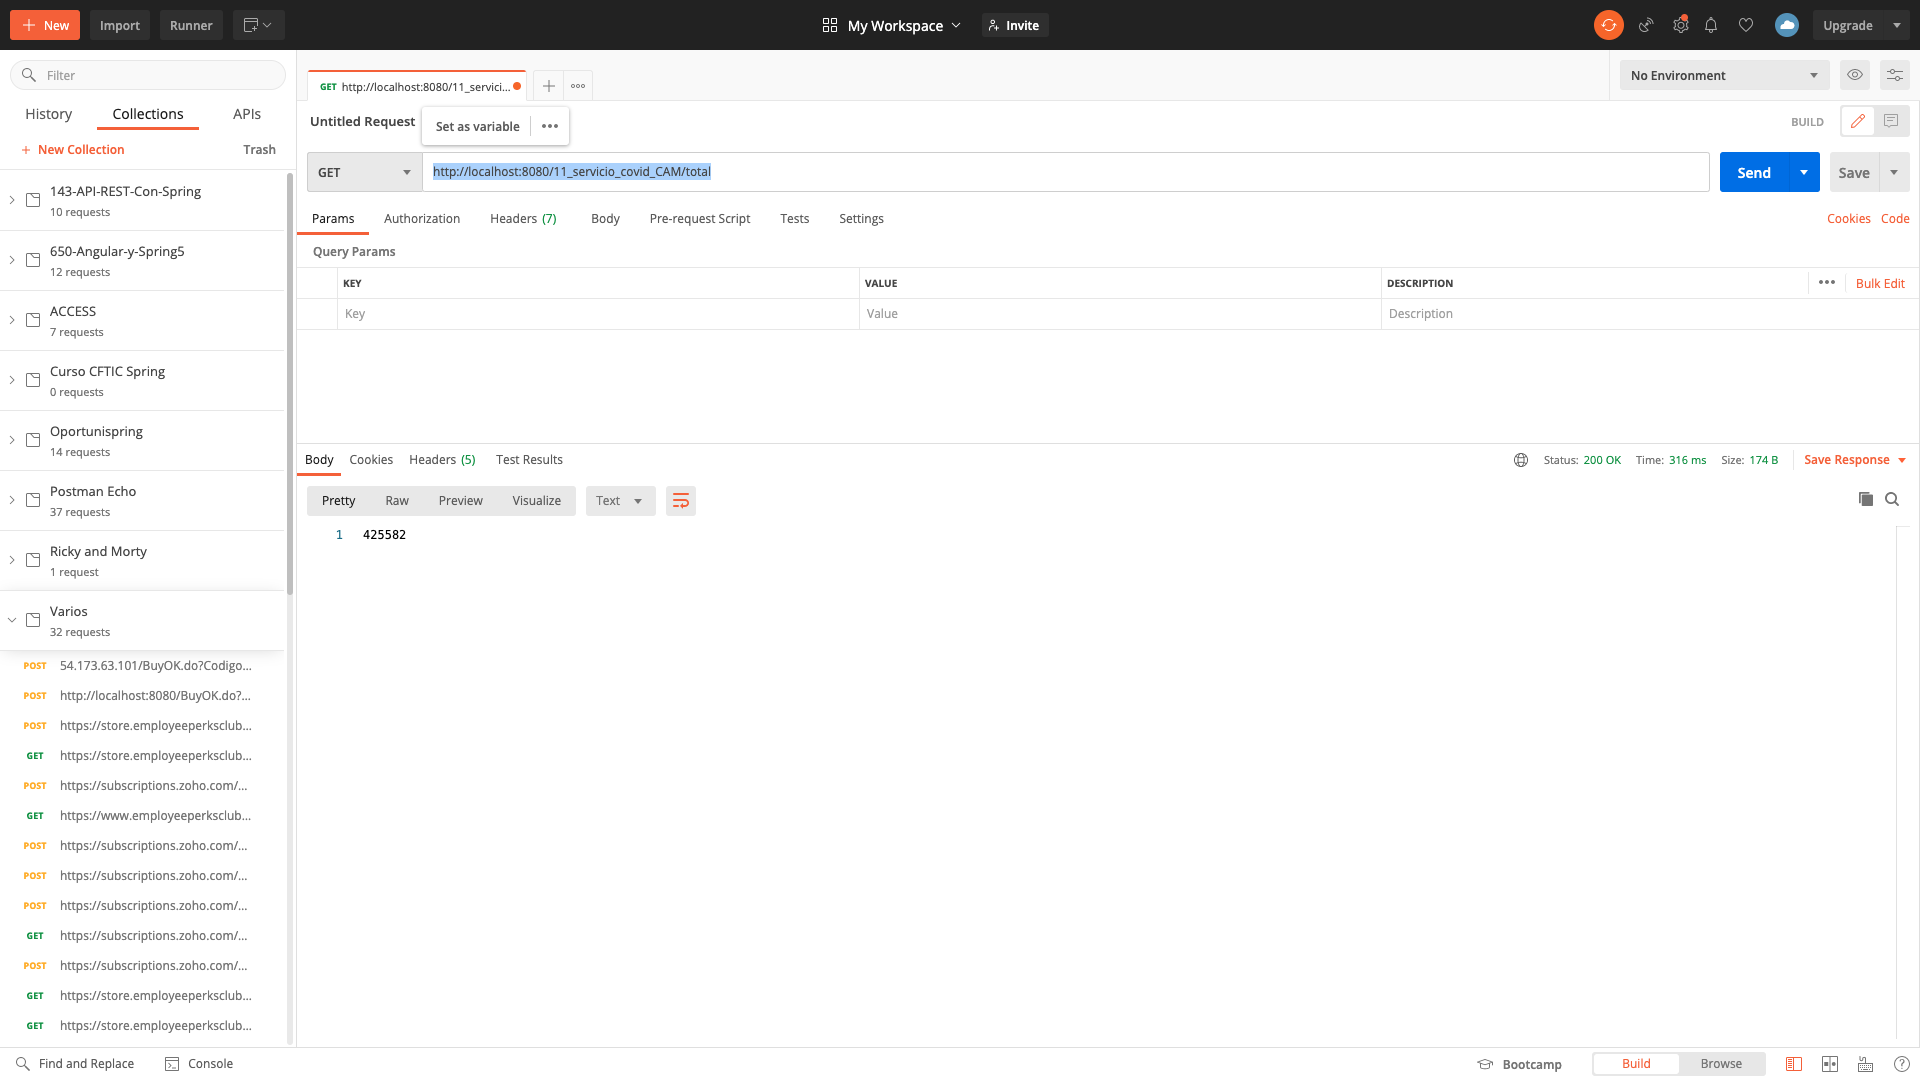 New
Import
Runner
My Workspace
Invite
Upgrade
Filter
History
Collections
APIs
New Collection
Trash
143-API-REST-Con-Spring
10 requests
650-Angular-y-Spring5
12 requests
ACCESS
7 requests
Curso CFTIC Spring
0 requests
Oportunispring
14 requests
Postman Echo
37 requests
Ricky and Morty
1 request
Varios
32 requests
POST 54.173.63.101/BuyOK.do?Codigo...
POST http://localhost:8080/BuyOK.do?...
POST https://store.employeeperksclub...
GET https://store.employeeperksclub...
POST https://subscriptions.zoho.com/...
GET https://www.employeeperksclub...
POST https://subscriptions.zoho.com/...
POST https://subscriptions.zoho.com/...
POST https://subscriptions.zoho.com/...
GET https://subscriptions.zoho.com/...
POST https://subscriptions.zoho.com/...
GET https://store.employeeperksclub...
GET https://store.employeeperksclub...
GET http://localhost:8080/11_servici...
No Environment
Untitled Request
Set as variable
BUILD
GET
http://localhost:8080/11_servicio_covid_CAM/total
Send
Save
Params
Authorization
Headers (7)
Body
Pre-request Script
Tests
Settings
Cookies
Code
Query Params
KEY
VALUE
DESCRIPTION
Bulk Edit
Key
Value
Description
Body
Cookies
Headers (5)
Test Results
Status: 200 OK
Time: 316 ms
Size: 174 B
Save Response
Pretty
Raw
Preview
Visualize
Text
1 425582
Find and Replace
Console
Bootcamp
Build
Browse